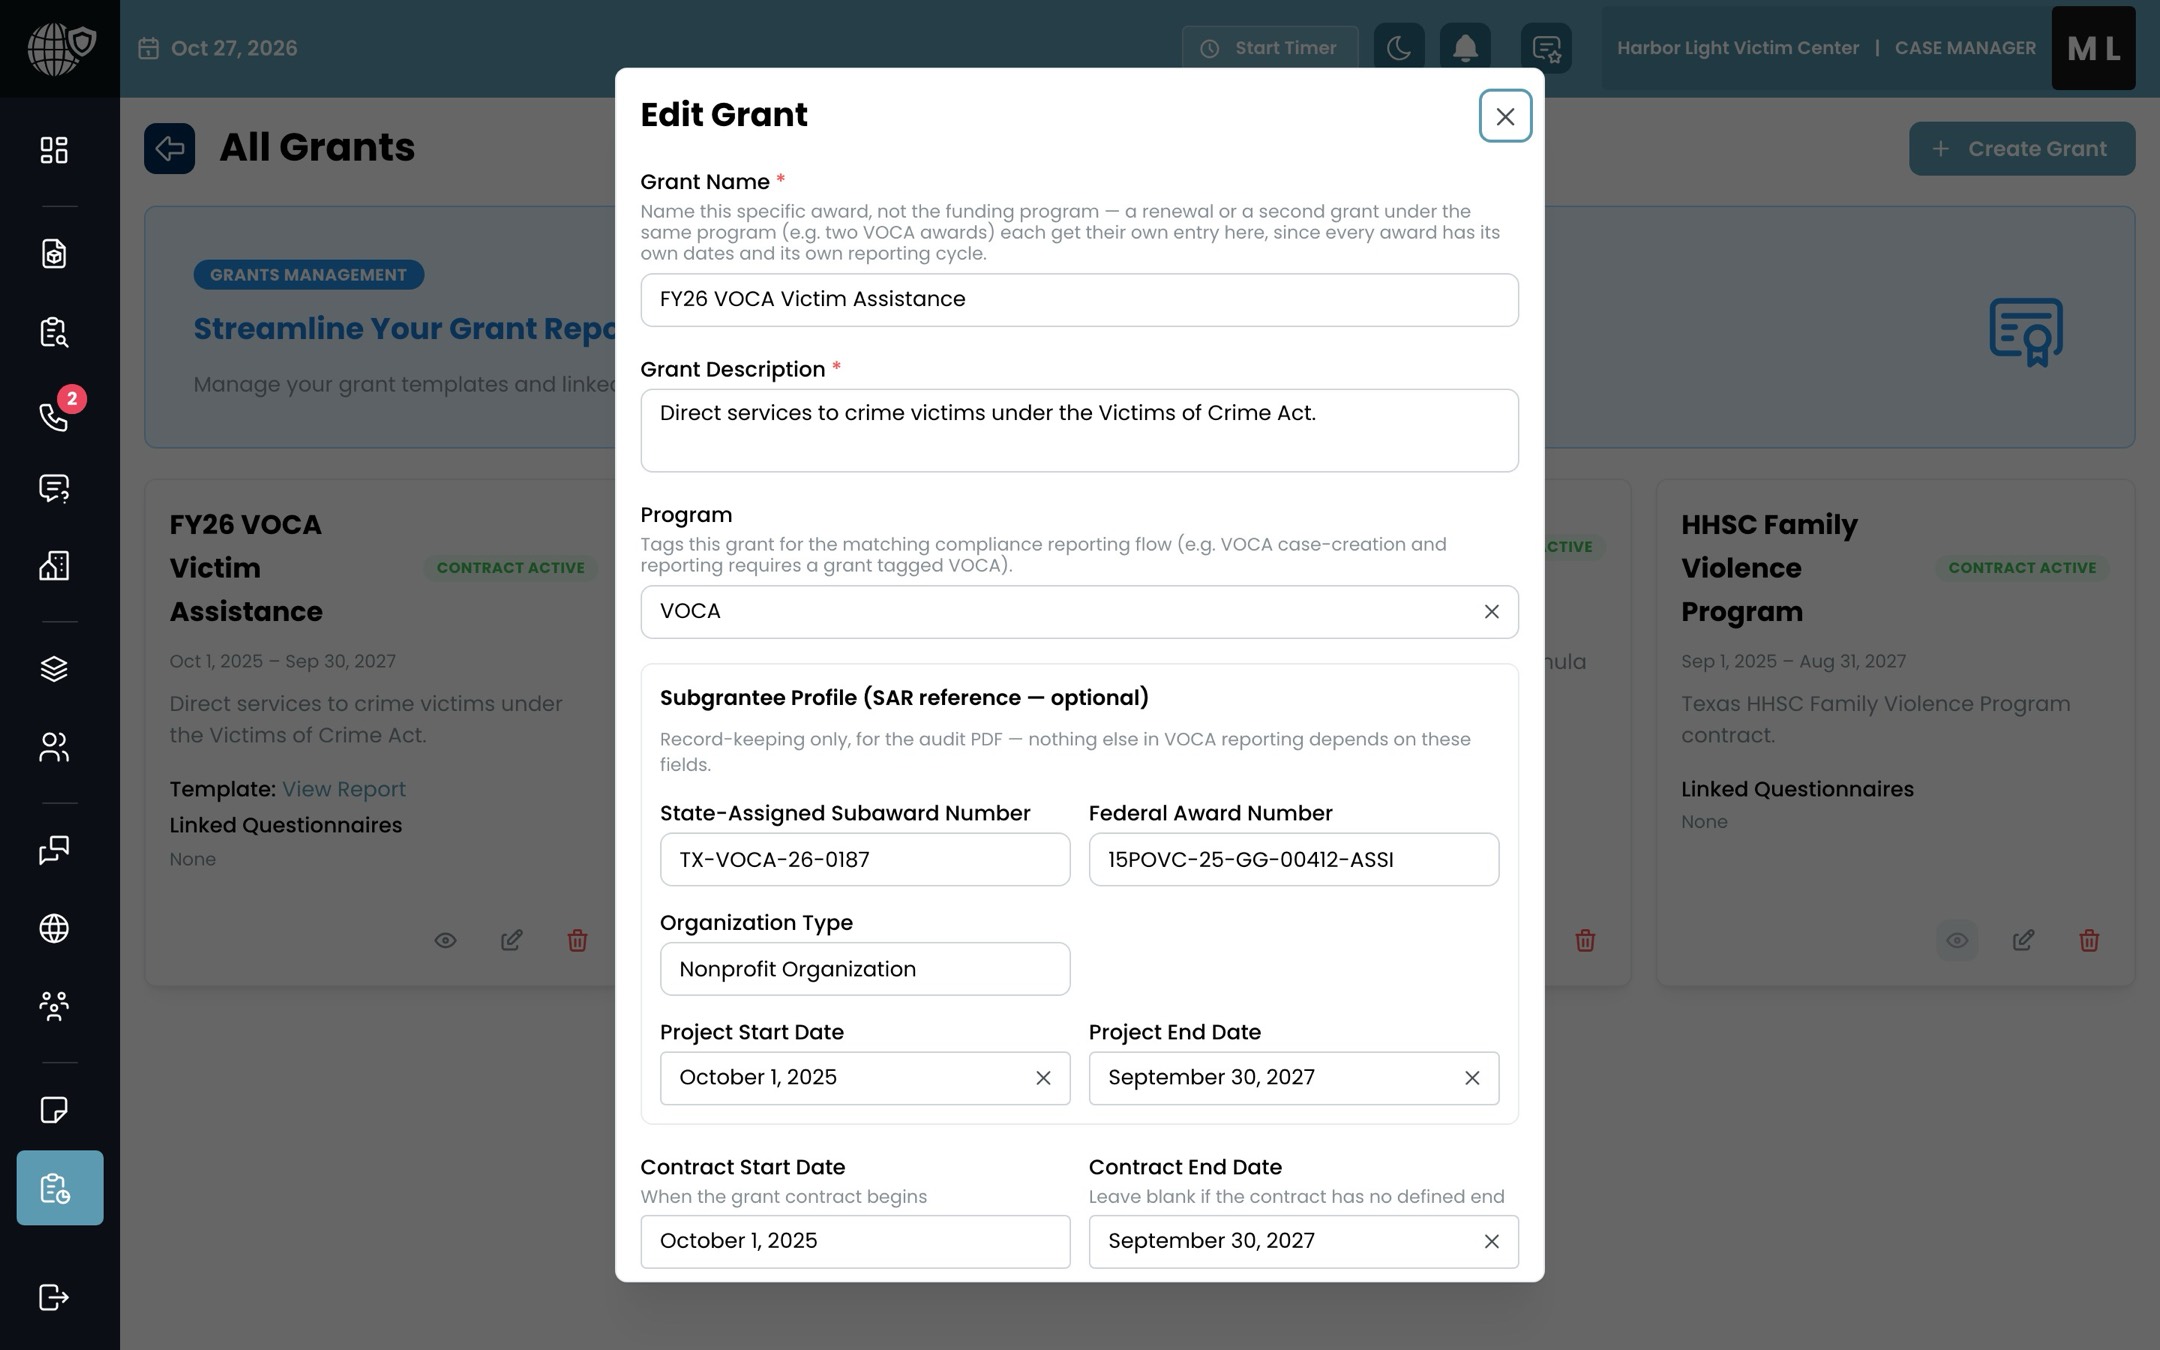 Oct 27, 2026
Start Timer
Harbor Light Victim Center | CASE MANAGER
M L
All Grants
Create Grant
GRANTS MANAGEMENT
Streamline Your Grant Repo
Manage your grant templates and linke
2
FY26 VOCA
Victim
Assistance
CONTRACT ACTIVE
Oct 1, 2025 – Sep 30, 2027
Direct services to crime victims under
the Victims of Crime Act.
Template: View Report
Linked Questionnaires
None
Edit Grant
Grant Name *
Name this specific award, not the funding program — a renewal or a second grant under the
same program (e.g. two VOCA awards) each get their own entry here, since every award has its
own dates and its own reporting cycle.
FY26 VOCA Victim Assistance
Grant Description *
Direct services to crime victims under the Victims of Crime Act.
Program
Tags this grant for the matching compliance reporting flow (e.g. VOCA case-creation and
reporting requires a grant tagged VOCA).
VOCA
Subgrantee Profile (SAR reference — optional)
Record-keeping only, for the audit PDF — nothing else in VOCA reporting depends on these
fields.
State-Assigned Subaward Number
Federal Award Number
TX-VOCA-26-0187
15POVC-25-GG-00412-ASSI
Organization Type
Nonprofit Organization
Project Start Date
Project End Date
October 1, 2025
September 30, 2027
Contract Start Date
Contract End Date
When the grant contract begins
Leave blank if the contract has no defined end
October 1, 2025
September 30, 2027
CTIVE
nula
HHSC Family
Violence
Program
CONTRACT ACTIVE
Sep 1, 2025 – Aug 31, 2027
Texas HHSC Family Violence Program
contract.
Linked Questionnaires
None